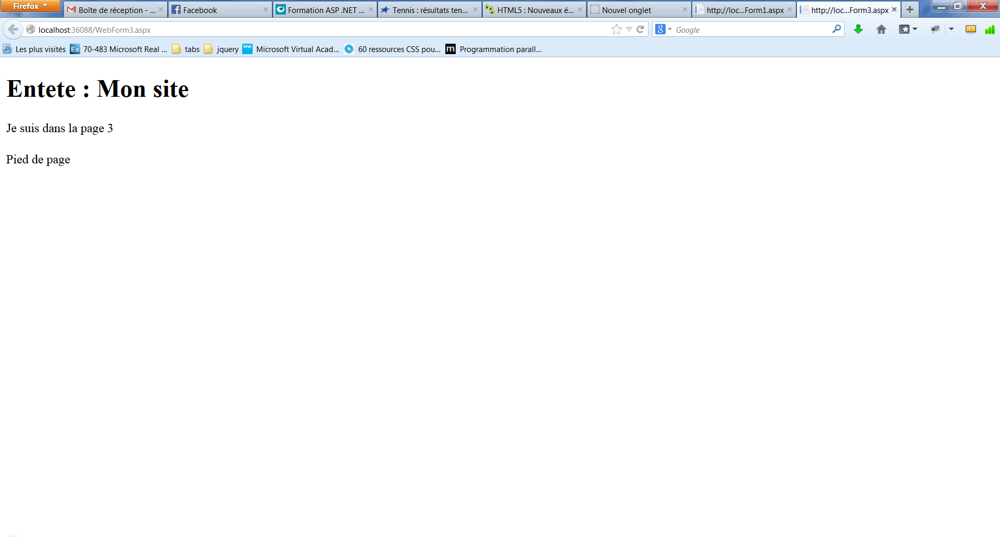 Firefox
Boîte de réception - ...
Facebook
Formation ASP .NET ...
Tennis : résultats ten...
HTML5 : Nouveaux é...
Nouvel onglet
http://loc...Form1.aspx
http://loc...Form3.aspx
localhost:36088/WebForm3.aspx
8
Google
Les plus visités
Ec
70-483 Microsoft Real ...
tabs
jquery
MVA
Microsoft Virtual Acad...
60 ressources CSS pou...
m
Programmation parall...
Entete : Mon site
Je suis dans la page 3
Pied de page